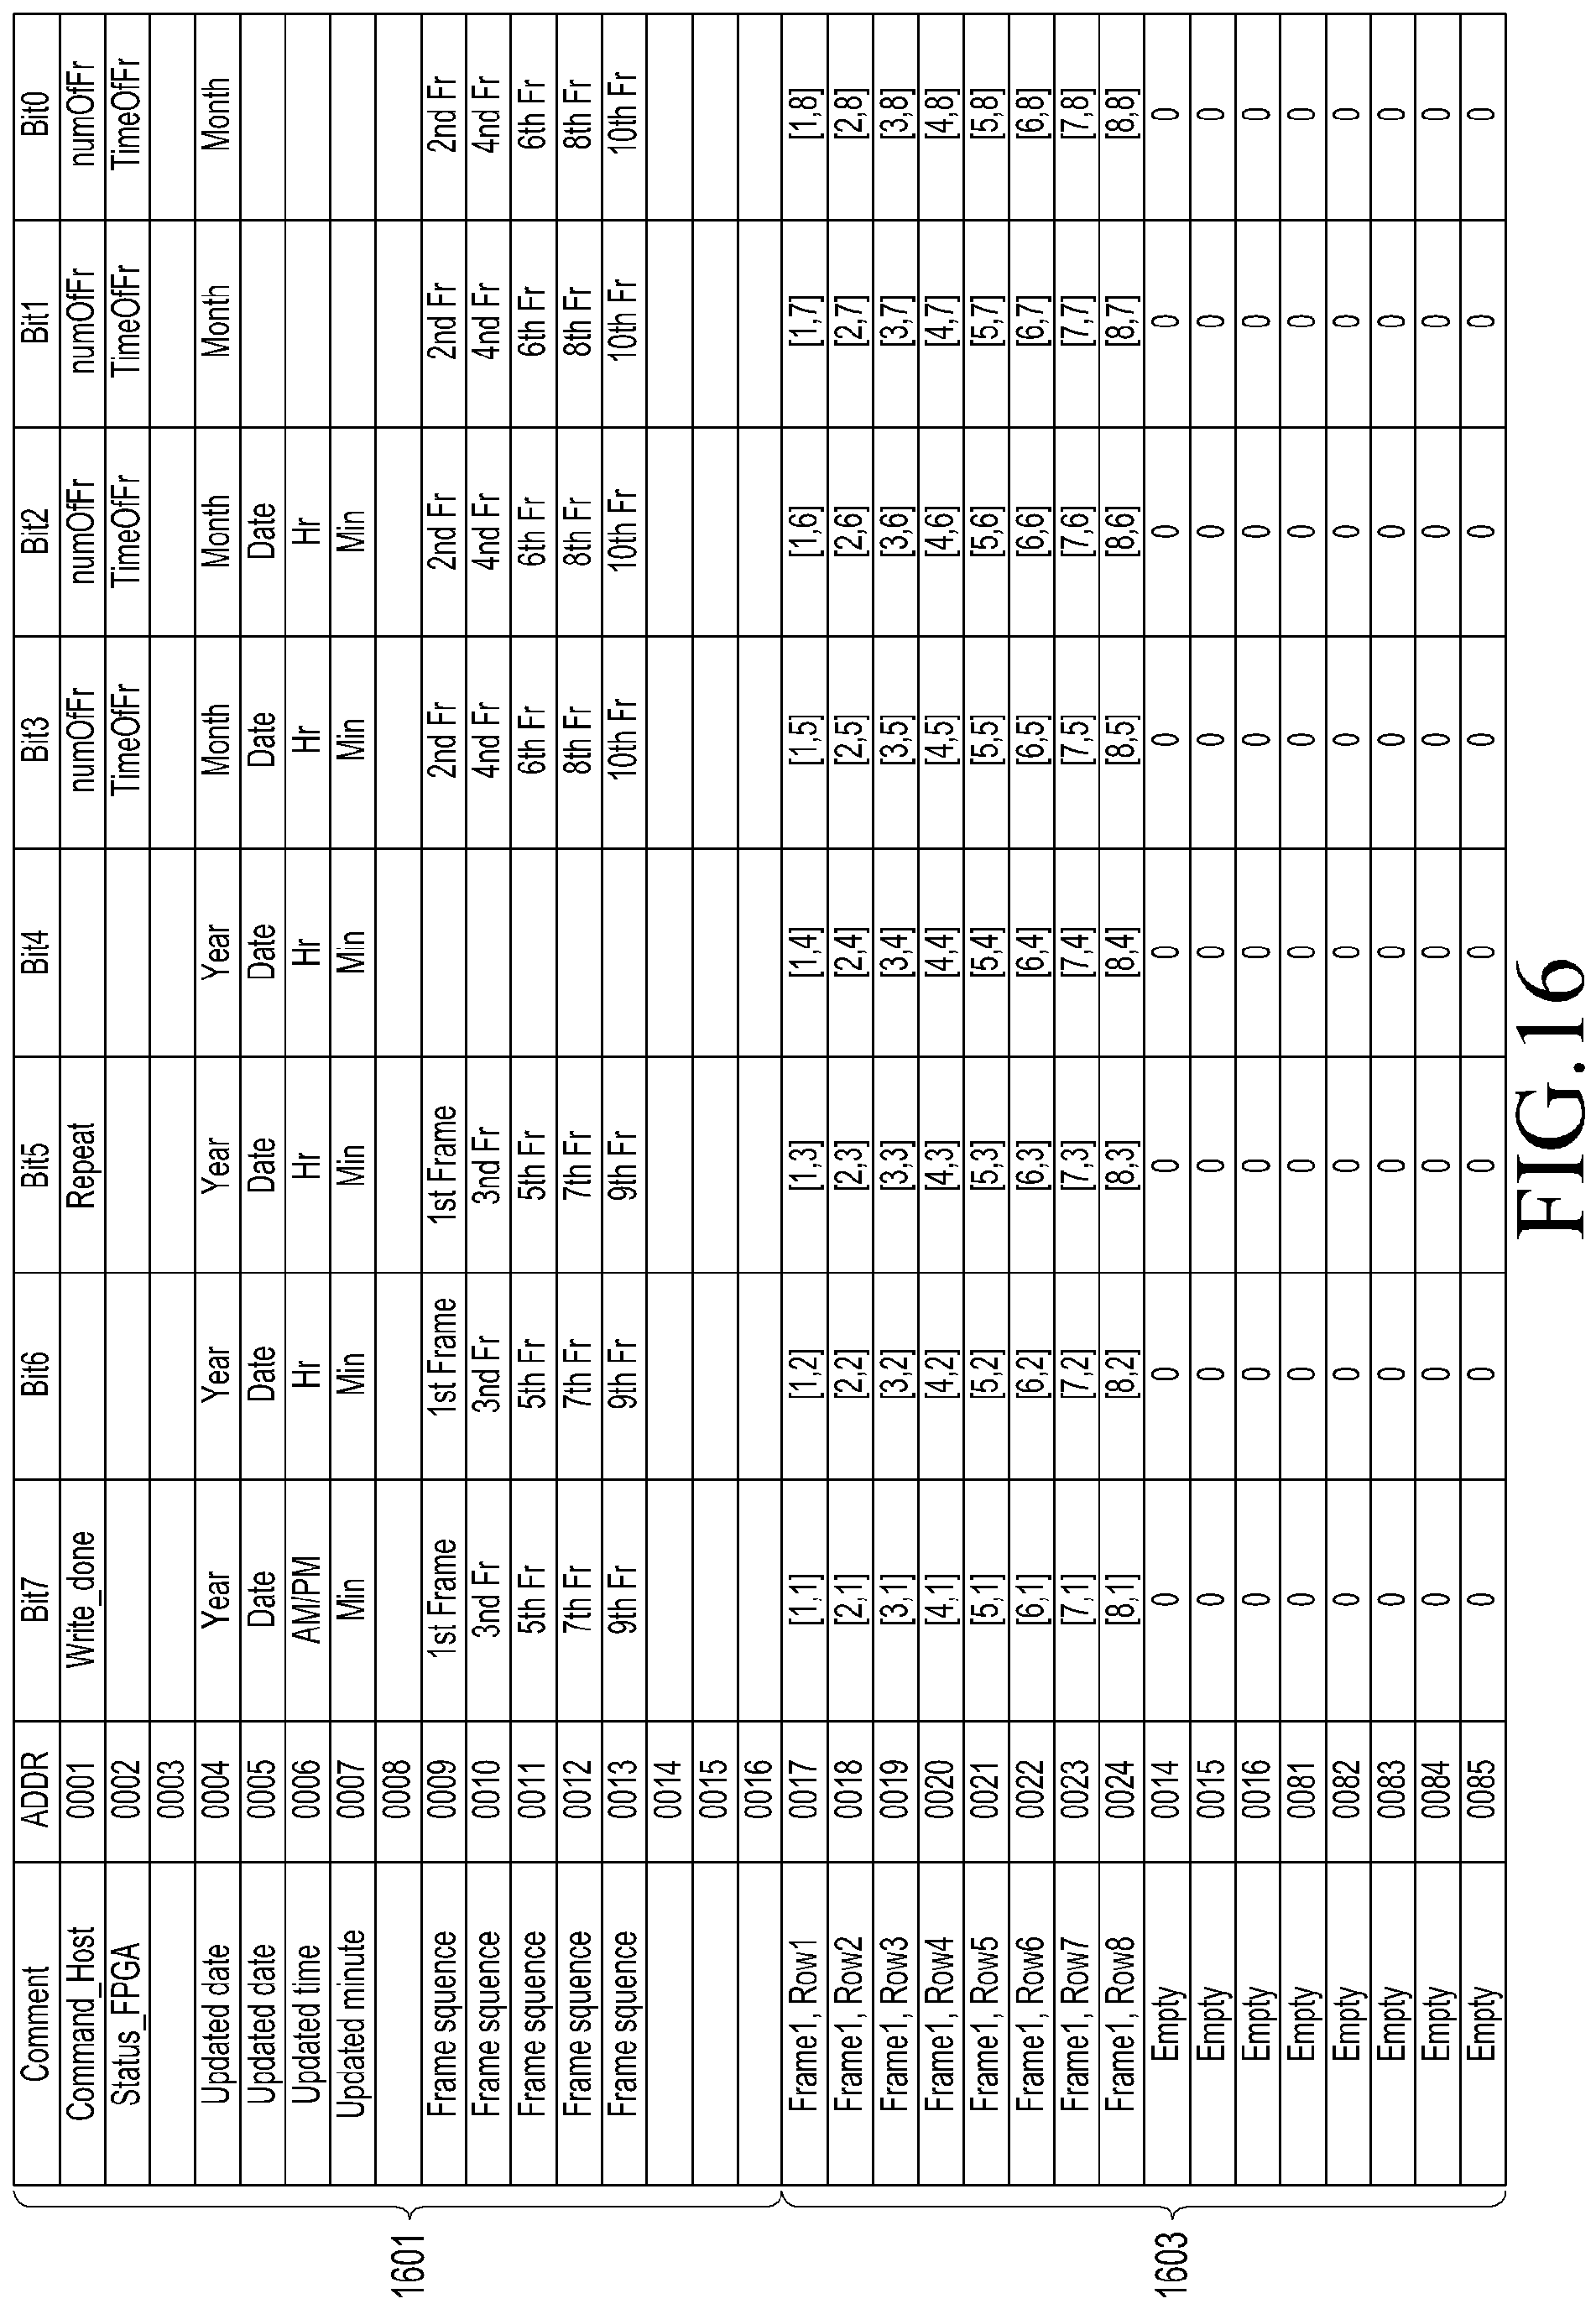 Comment ADDR Bit7 Bit6 Bit5 Bit4 Bit3 Bit2 Bit1 Bit0
Command_Host 0001 Write_done Repeat numOfFr numOfFr numOfFr numOfFr
Status_FPGA 0002 TimeOfFr TimeOfFr TimeOfFr TimeOfFr
0003
Updated date 0004 Year Year Year Year Month Month Month Month
Updated date 0005 Date Date Date Date Date Date
Updated time 0006 AM/PM Hr Hr Hr Hr Hr
Updated minute 0007 Min Min Min Min Min Min
0008
Frame squence 0009 1st Frame 1st Frame 1st Frame 2nd Fr 2nd Fr 2nd Fr 2nd Fr
Frame squence 0010 3nd Fr 3nd Fr 3nd Fr 4nd Fr 4nd Fr 4nd Fr 4nd Fr
Frame squence 0011 5th Fr 5th Fr 5th Fr 6th Fr 6th Fr 6th Fr 6th Fr
Frame squence 0012 7th Fr 7th Fr 7th Fr 8th Fr 8th Fr 8th Fr 8th Fr
Frame squence 0013 9th Fr 9th Fr 9th Fr 10th Fr 10th Fr 10th Fr 10th Fr
0014
0015
0016
1601
Frame1, Row1 0017 [1,1] [1,2] [1,3] [1,4] [1,5] [1,6] [1,7] [1,8]
Frame1, Row2 0018 [2,1] [2,2] [2,3] [2,4] [2,5] [2,6] [2,7] [2,8]
Frame1, Row3 0019 [3,1] [3,2] [3,3] [3,4] [3,5] [3,6] [3,7] [3,8]
Frame1, Row4 0020 [4,1] [4,2] [4,3] [4,4] [4,5] [4,6] [4,7] [4,8]
Frame1, Row5 0021 [5,1] [5,2] [5,3] [5,4] [5,5] [5,6] [5,7] [5,8]
Frame1, Row6 0022 [6,1] [6,2] [6,3] [6,4] [6,5] [6,6] [6,7] [6,8]
Frame1, Row7 0023 [7,1] [7,2] [7,3] [7,4] [7,5] [7,6] [7,7] [7,8]
Frame1, Row8 0024 [8,1] [8,2] [8,3] [8,4] [8,5] [8,6] [8,7] [8,8]
Empty 0014 0 0 0 0 0 0 0 0
Empty 0015 0 0 0 0 0 0 0 0
Empty 0016 0 0 0 0 0 0 0 0
Empty 0081 0 0 0 0 0 0 0 0
Empty 0082 0 0 0 0 0 0 0 0
Empty 0083 0 0 0 0 0 0 0 0
Empty 0084 0 0 0 0 0 0 0 0
Empty 0085 0 0 0 0 0 0 0 0
1603
FIG.16